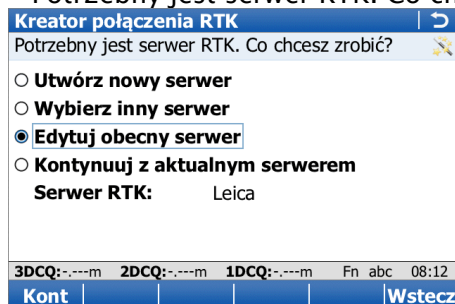 Kreator połączenia RTK
Potrzebny jest serwer RTK. Co chcesz zrobić?
Utwórz nowy serwer
Wybierz inny serwer
Edytuj obecny serwer
Kontynuuj z aktualnym serwerem
Serwer RTK: Leica
3DCQ:-.---m 2DCQ:-.---m 1DCQ:-.---m Fn abc 08:12
Kont Wstecz